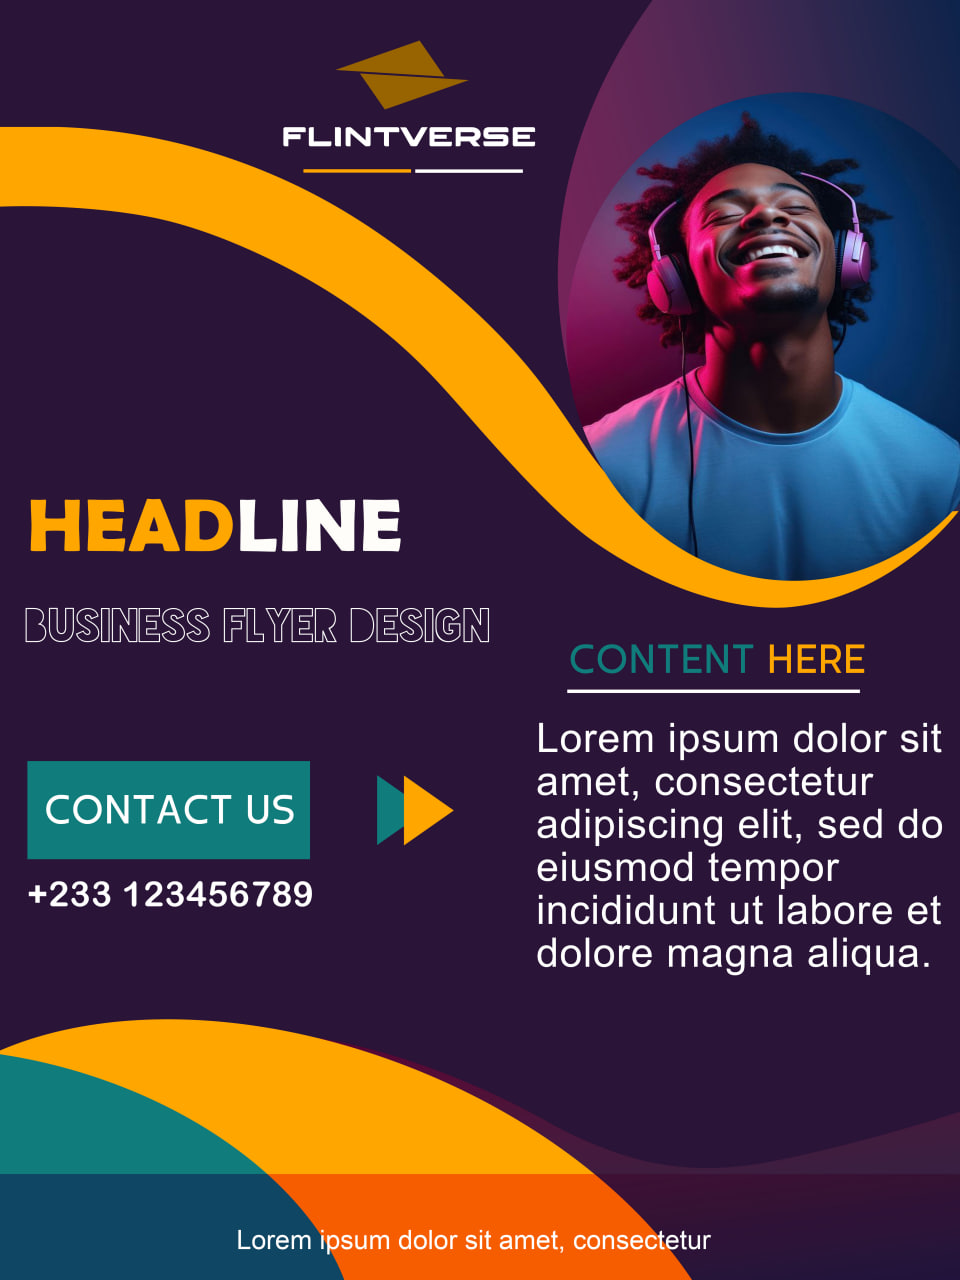 FLINTVERSE
HEADLINE
BUSINESS FLYER DESIGN
CONTACT US
+233 123456789
CONTENT HERE
Lorem ipsum dolor sit
amet, consectetur
adipiscing elit, sed do
eiusmod tempor
incididunt ut labore et
dolore magna aliqua.
Lorem ipsum dolor sit amet, consectetur